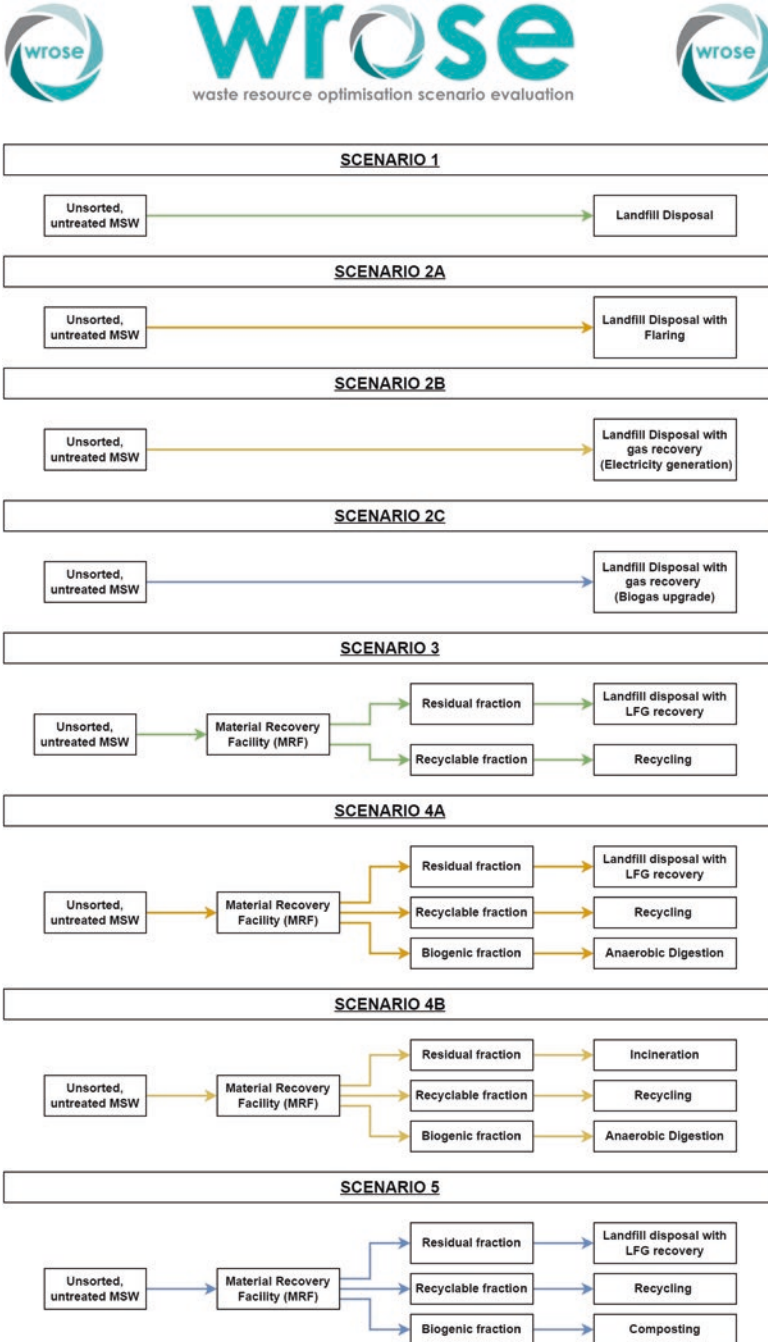 wrose
wrose
wrose
waste resource optimisation scenario evaluation
SCENARIO 1
Unsorted,
untreated MSW
Landfill Disposal
SCENARIO 2A
Unsorted,
untreated MSW
Landfill Disposal with
Flaring
SCENARIO 2B
Unsorted,
untreated MSW
Landfill Disposal with
gas recovery
(Electricity generation)
SCENARIO 2C
Unsorted,
untreated MSW
Landfill Disposal with
gas recovery
(Biogas upgrade)
SCENARIO 3
Unsorted,
untreated MSW
Material Recovery
Facility (MRF)
Residual fraction
Landfill disposal with
LFG recovery
Recyclable fraction
Recycling
SCENARIO 4A
Unsorted,
untreated MSW
Material Recovery
Facility (MRF)
Residual fraction
Landfill disposal with
LFG recovery
Recyclable fraction
Recycling
Biogenic fraction
Anaerobic Digestion
SCENARIO 4B
Unsorted,
untreated MSW
Material Recovery
Facility (MRF)
Residual fraction
Incineration
Recyclable fraction
Recycling
Biogenic fraction
Anaerobic Digestion
SCENARIO 5
Unsorted,
untreated MSW
Material Recovery
Facility (MRF)
Residual fraction
Landfill disposal with
LFG recovery
Recyclable fraction
Recycling
Biogenic fraction
Composting